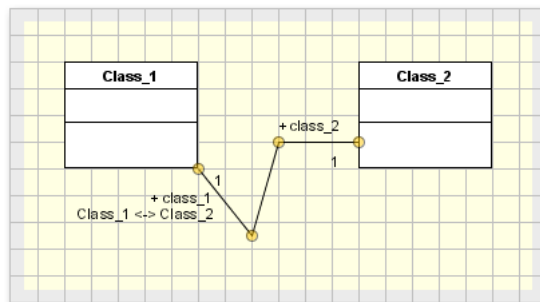 Class_1
Class_2
+ class_2
1
1
+ class_1
Class_1 <-> Class_2